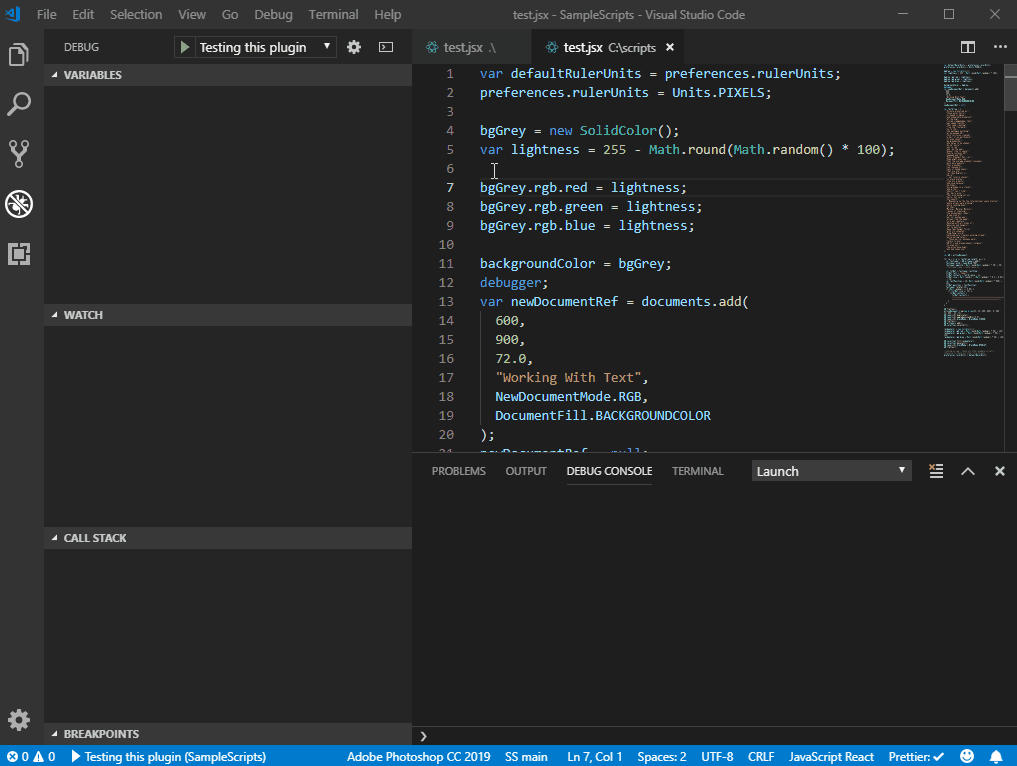 File Edit Selection View Go Debug Terminal Help test.jsx - SampleScripts - Visual Studio Code
DEBUG Testing this plugin test.jsx .\ test.jsx C:\scripts
VARIABLES
WATCH
CALL STACK
BREAKPOINTS
1 var defaultRulerUnits = preferences.rulerUnits;
2 preferences.rulerUnits = Units.PIXELS;
3
4 bgGrey = new SolidColor();
5 var lightness = 255 - Math.round(Math.random() * 100);
6
7 bgGrey.rgb.red = lightness;
8 bgGrey.rgb.green = lightness;
9 bgGrey.rgb.blue = lightness;
10
11 backgroundColor = bgGrey;
12 debugger;
13 var newDocumentRef = documents.add(
14 600,
15 900,
16 72.0,
17 "Working With Text",
18 NewDocumentMode.RGB,
19 DocumentFill.BACKGROUNDCOLOR
20 );
PROBLEMS OUTPUT DEBUG CONSOLE TERMINAL Launch
0 0 Testing this plugin (SampleScripts) Adobe Photoshop CC 2019 SS main Ln 7, Col 1 Spaces: 2 UTF-8 CRLF JavaScript React Prettier: ✓